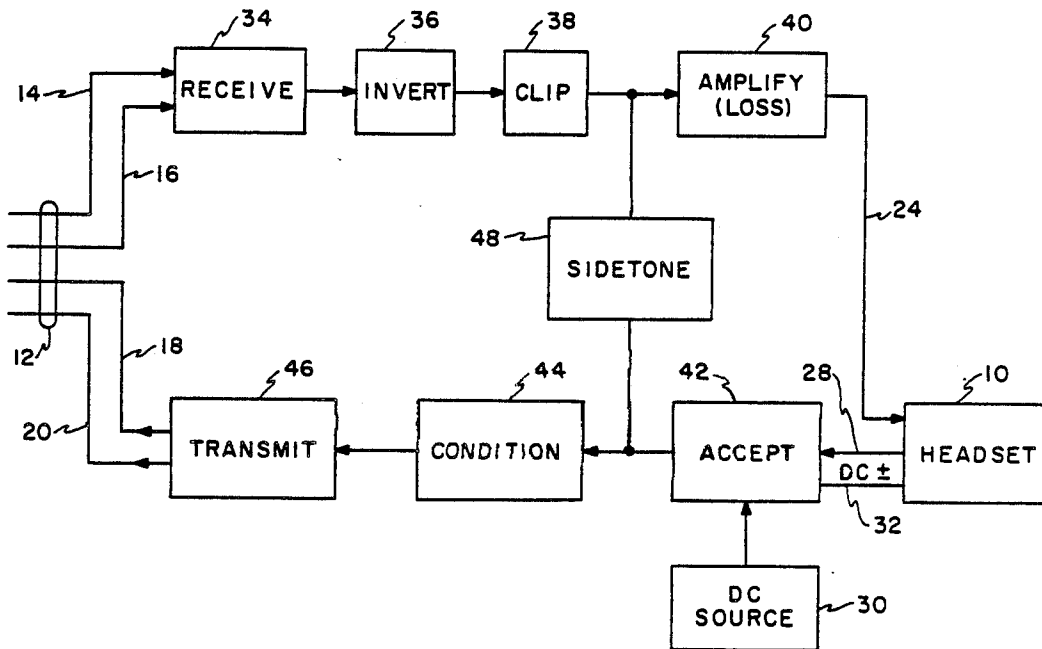 34
36
38
40
14
RECEIVE
INVERT
CLIP
AMPLIFY
(LOSS)
16
24
48
SIDETONE
12
18
46
44
42
28
10
20
TRANSMIT
CONDITION
ACCEPT
DC ±
HEADSET
32
DC
SOURCE
30